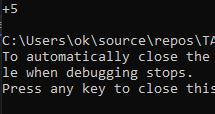 +5
C:\Users\ok\source\repos\TA
To automatically close the
le when debugging stops.
Press any key to close this